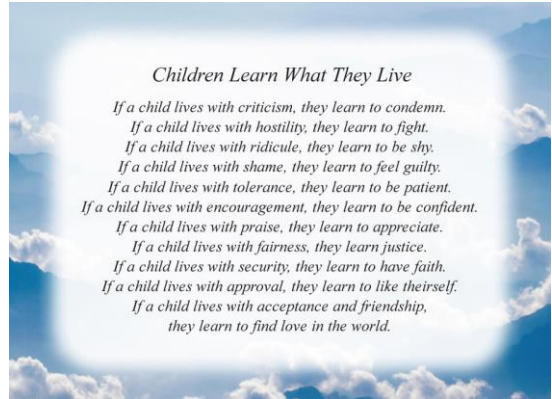 Children Learn What They Live
If a child lives with criticism, they learn to condemn.
If a child lives with hostility, they learn to fight.
If a child lives with ridicule, they learn to be shy.
If a child lives with shame, they learn to feel guilty.
If a child lives with tolerance, they learn to be patient.
If a child lives with encouragement, they learn to be confident.
If a child lives with praise, they learn to appreciate.
If a child lives with fairness, they learn justice.
If a child lives with security, they learn to have faith.
If a child lives with approval, they learn to like theirself.
If a child lives with acceptance and friendship,
they learn to find love in the world.